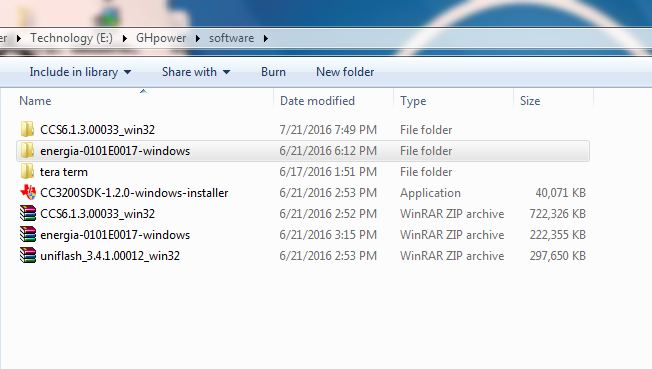 er ▸ Technology (E:) ▸ GHpower ▸ software ▸
Include in library Share with Burn New folder
Name Date modified Type Size
CCS6.1.3.00033_win32 7/21/2016 7:49 PM File folder
energia-0101E0017-windows 6/21/2016 6:12 PM File folder
tera term 6/17/2016 1:51 PM File folder
CC3200SDK-1.2.0-windows-installer 6/21/2016 2:53 PM Application 40,071 KB
CCS6.1.3.00033_win32 6/21/2016 2:52 PM WinRAR ZIP archive 722,326 KB
energia-0101E0017-windows 6/21/2016 3:15 PM WinRAR ZIP archive 222,355 KB
uniflash_3.4.1.00012_win32 6/21/2016 2:53 PM WinRAR ZIP archive 297,650 KB